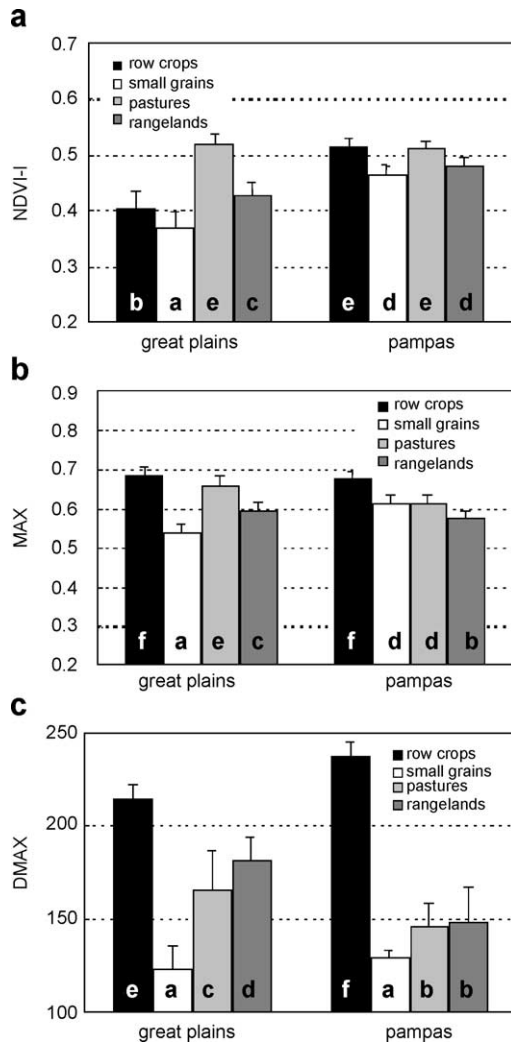 a
0.7
row crops
small grains
0.6
pastures
rangelands
0.5
NDVI-I
0.4
0.3
b a e c e d e d
0.2
great plains pampas
b
0.9
row crops
0.8
small grains
pastures
0.7
rangelands
MAX
0.6
0.5
0.4
0.3
f a e c f d d b
0.2
great plains pampas
c
250
row crops
small grains
pastures
rangelands
200
DMAX
150
e a c d f a b b
100
great plains pampas